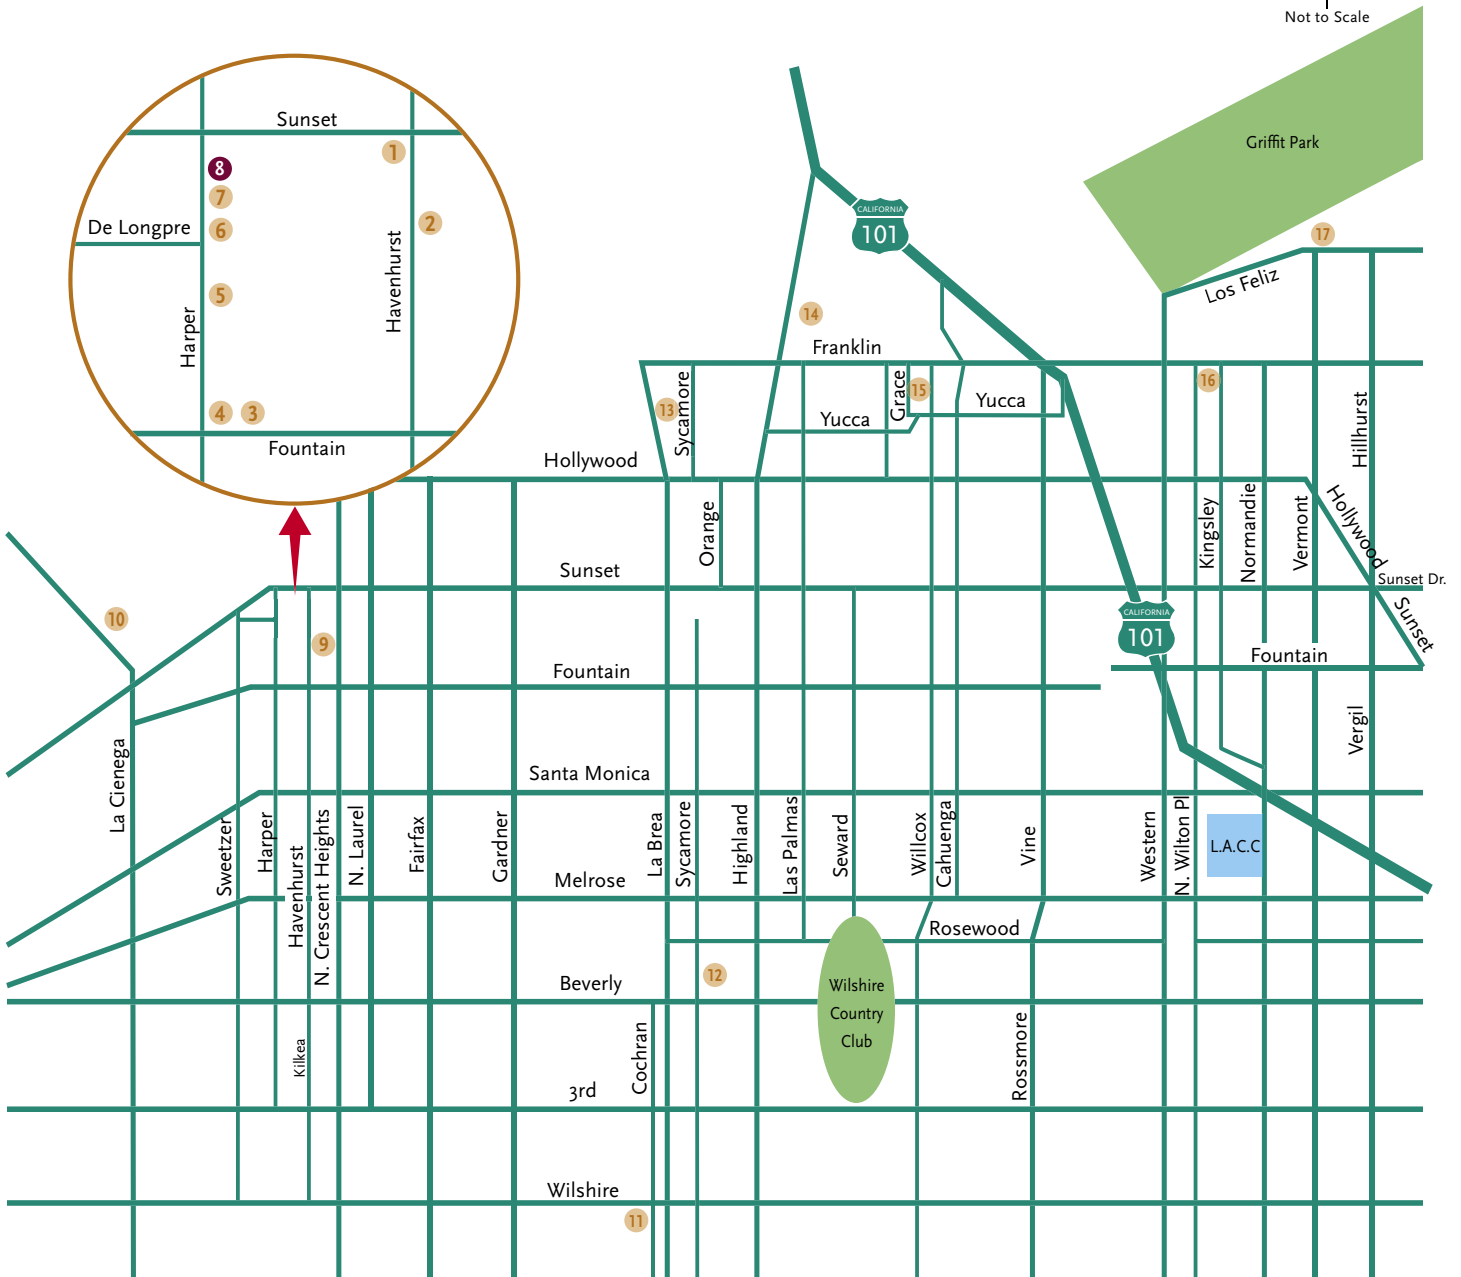 Not to Scale
Sunset
1
8
7
2
6
De Longpre
Havenhurst
5
Harper
4
3
Fountain
Griffit Park
17
Los Feliz
CALIFORNIA
101
14
Franklin
13
Sycamore
Grace
15
Yucca
Yucca
16
Hillhurst
Hollywood
Orange
Kingsley
Normandie
Vermont
Hollywood
Sunset
Sunset Dr.
Sunset
10
9
CALIFORNIA
101
Fountain
Fountain
La Cienega
Vergil
Santa Monica
Sweetzer
Harper
Havenhurst
N. Crescent Heights
N. Laurel
Fairfax
Gardner
La Brea
Sycamore
Highland
Las Palmas
Seward
Willcox
Cahuenga
Vine
Western
N. Wilton Pl
L.A.C.C
Melrose
Rosewood
12
Beverly
Wilshire
Country
Club
Kilkea
Cochran
Rossmore
3rd
Wilshire
11